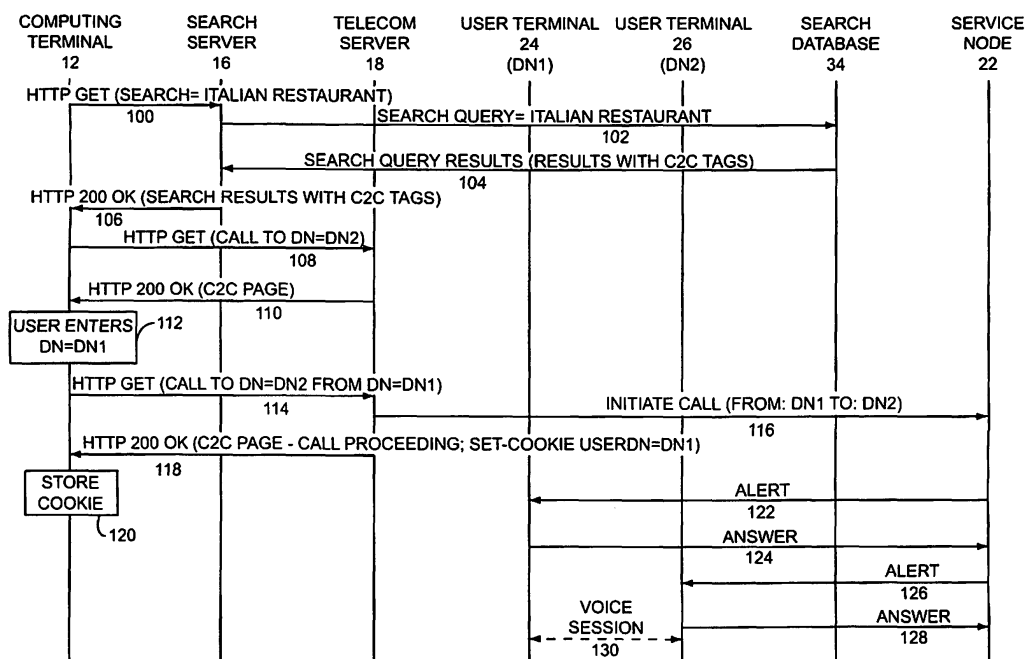 COMPUTING TERMINAL 12
SEARCH SERVER 16
TELECOM SERVER 18
USER TERMINAL 24 (DN1)
USER TERMINAL 26 (DN2)
SEARCH DATABASE 34
SERVICE NODE 22
HTTP GET (SEARCH= ITALIAN RESTAURANT)
100
SEARCH QUERY= ITALIAN RESTAURANT
102
SEARCH QUERY RESULTS (RESULTS WITH C2C TAGS)
104
HTTP 200 OK (SEARCH RESULTS WITH C2C TAGS)
106
HTTP GET (CALL TO DN=DN2)
108
HTTP 200 OK (C2C PAGE)
110
USER ENTERS
DN=DN1
112
HTTP GET (CALL TO DN=DN2 FROM DN=DN1)
114
INITIATE CALL (FROM: DN1 TO: DN2)
116
HTTP 200 OK (C2C PAGE - CALL PROCEEDING; SET-COOKIE USERDN=DN1)
118
STORE
COOKIE
120
ALERT
122
ANSWER
124
ALERT
126
ANSWER
128
VOICE
SESSION
130